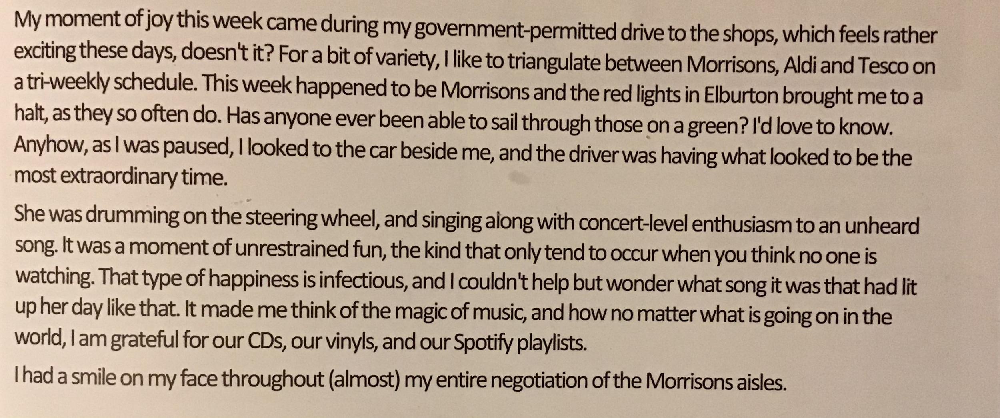 My moment of joy this week came during my government-permitted drive to the shops, which feels rather
exciting these days, doesn't it? For a bit of variety, I like to triangulate between Morrisons, Aldi and Tesco on
a tri-weekly schedule. This week happened to be Morrisons and the red lights in Elburton brought me to a
halt, as they so often do. Has anyone ever been able to sail through those on a green? I'd love to know.
Anyhow, as I was paused, I looked to the car beside me, and the driver was having what looked to be the
most extraordinary time.
She was drumming on the steering wheel, and singing along with concert-level enthusiasm to an unheard
song. It was a moment of unrestrained fun, the kind that only tend to occur when you think no one is
watching. That type of happiness is infectious, and I couldn't help but wonder what song it was that had lit
up her day like that. It made me think of the magic of music, and how no matter what is going on in the
world, I am grateful for our CDs, our vinyls, and our Spotify playlists.
I had a smile on my face throughout (almost) my entire negotiation of the Morrisons aisles.